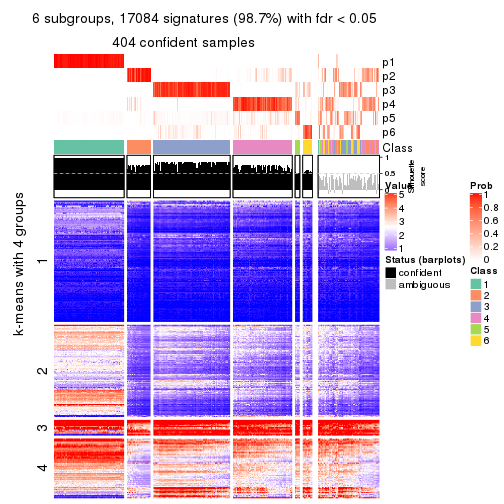 6 subgroups, 17084 signatures (98.7%) with fdr < 0.05
404 confident samples
p1
p2
p3
p4
p5
p6
Class
1
0.5
0
Silhouette
score
k-means with 4 groups
1
2
3
4
Value
5
4
3
2
1
Status (barplots)
confident
ambiguous
Prob
1
0.8
0.6
0.4
0.2
0
Class
1
2
3
4
5
6